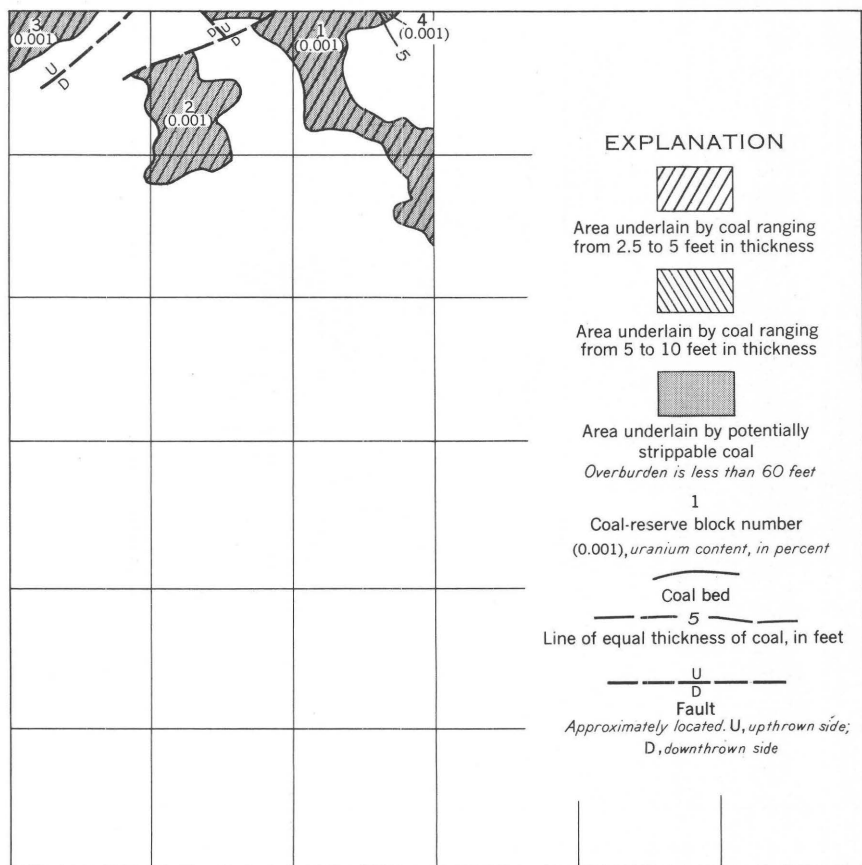 3
(0.001)
U
D
D
U
D
1
(0.001)
4
(0.001)
5
2
(0.001)
EXPLANATION
Area underlain by coal ranging
from 2.5 to 5 feet in thickness
Area underlain by coal ranging
from 5 to 10 feet in thickness
Area underlain by potentially
strippable coal
Overburden is less than 60 feet
1
Coal-reserve block number
(0.001), uranium content, in percent
Coal bed
5
Line of equal thickness of coal, in feet
U
D
Fault
Approximately located. U, upthrown side;
D, downthrown side